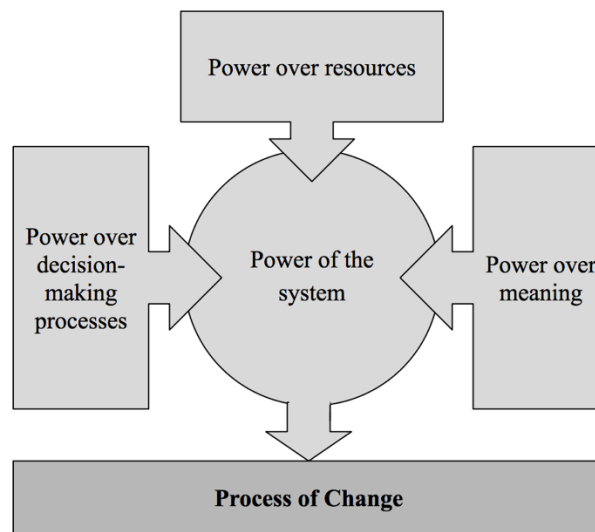 Power over resources
Power over
decision-
making
processes
Power of the
system
Power over
meaning
Process of Change